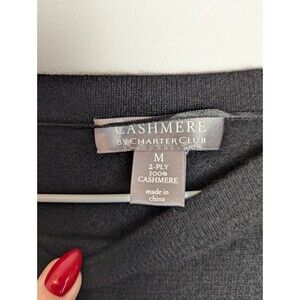 CASHMERE
BY CHARTER CLUB
M
2-PLY
100%
CASHMERE
made in
china